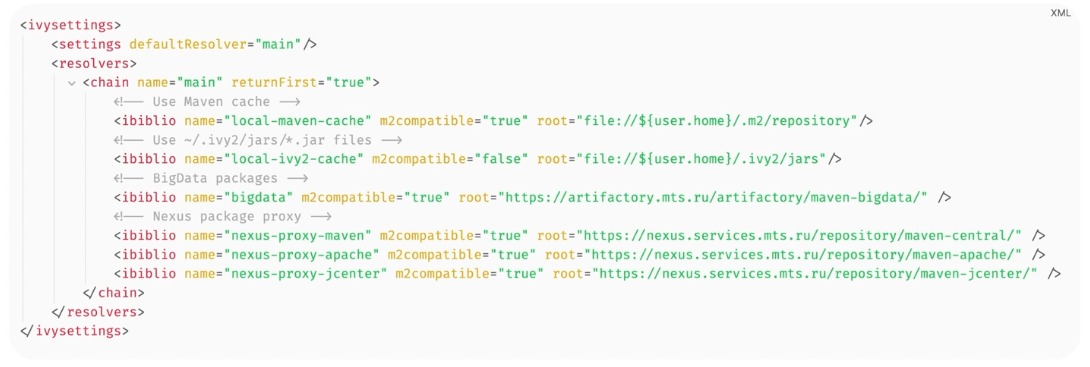 XML
<ivysettings>
<settings defaultResolver="main"/>
<resolvers>
<chain name="main" returnFirst="true">
<!-- Use Maven cache -->
<ibiblio name="local-maven-cache" m2compatible="true" root="file://${user.home}/.m2/repository"/>
<!-- Use ~/.ivy2/jars/*.jar files -->
<ibiblio name="local-ivy2-cache" m2compatible="false" root="file://${user.home}/.ivy2/jars"/>
<!-- BigData packages -->
<ibiblio name="bigdata" m2compatible="true" root="https://artifactory.mts.ru/artifactory/maven-bigdata/" />
<!-- Nexus package proxy -->
<ibiblio name="nexus-proxy-maven" m2compatible="true" root="https://nexus.services.mts.ru/repository/maven-central/" />
<ibiblio name="nexus-proxy-apache" m2compatible="true" root="https://nexus.services.mts.ru/repository/maven-apache/" />
<ibiblio name="nexus-proxy-jcenter" m2compatible="true" root="https://nexus.services.mts.ru/repository/maven-jcenter/" />
</chain>
</resolvers>
</ivysettings>